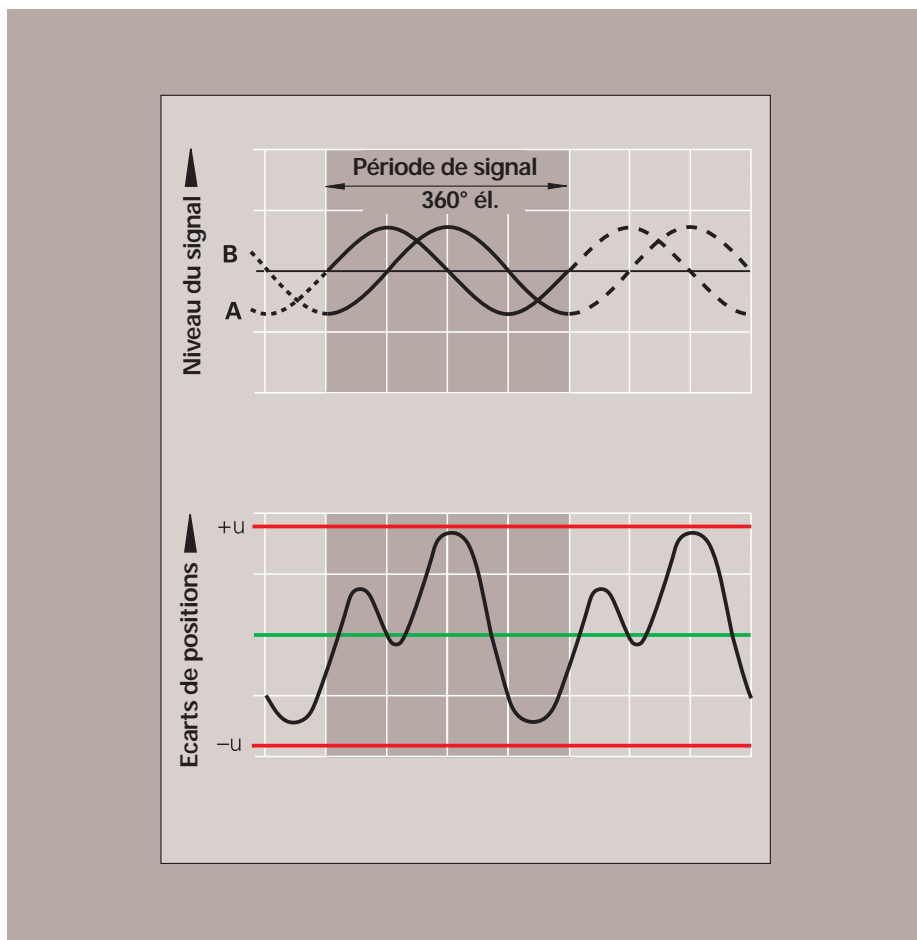 Période de signal
360° él.
Niveau du signal
B
A
+u
Ecarts de positions
–u